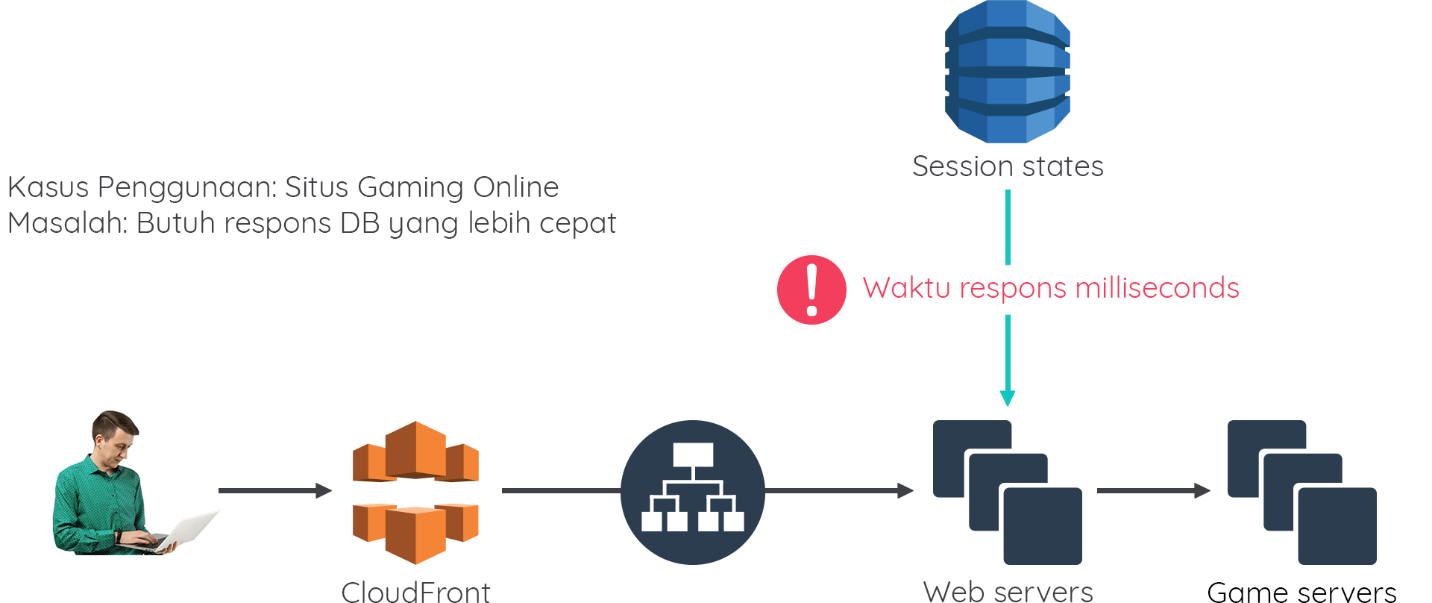 Session states
Kasus Penggunaan: Situs Gaming Online
Masalah: Butuh respons DB yang lebih cepat
! Waktu respons milliseconds
CloudFront
Web servers
Game servers